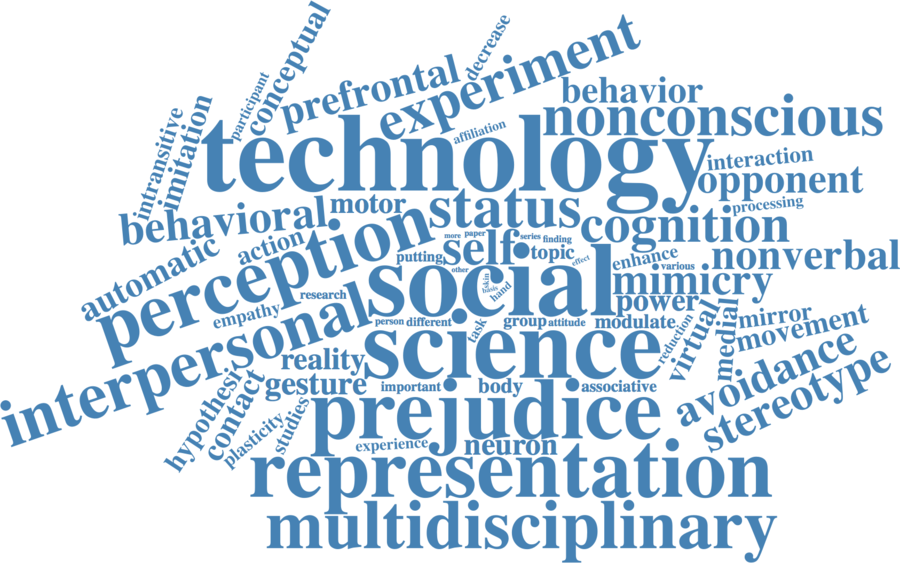 conceptual
decrease
participant
prefrontal
experiment
behavior
nonconscious
intransitive
imitation
affiliation
technology
interaction
opponent
processing
behavioral
motor
status
cognition
automatic
action
perception
more
paper
series
finding
self
topic
putting
effect
enhance
various
nonverbal
other
social
skin
basis
hand
mimicry
power
empathy
research
interpersonal
person
different
task
group
attitude
modulate
reduction
virtual
medial
mirror
movement
reality
science
hypothesis
contact
gesture
important
body
associative
avoidance
stereotype
plasticity
studies
prejudice
experience
neuron
representation
multidisciplinary